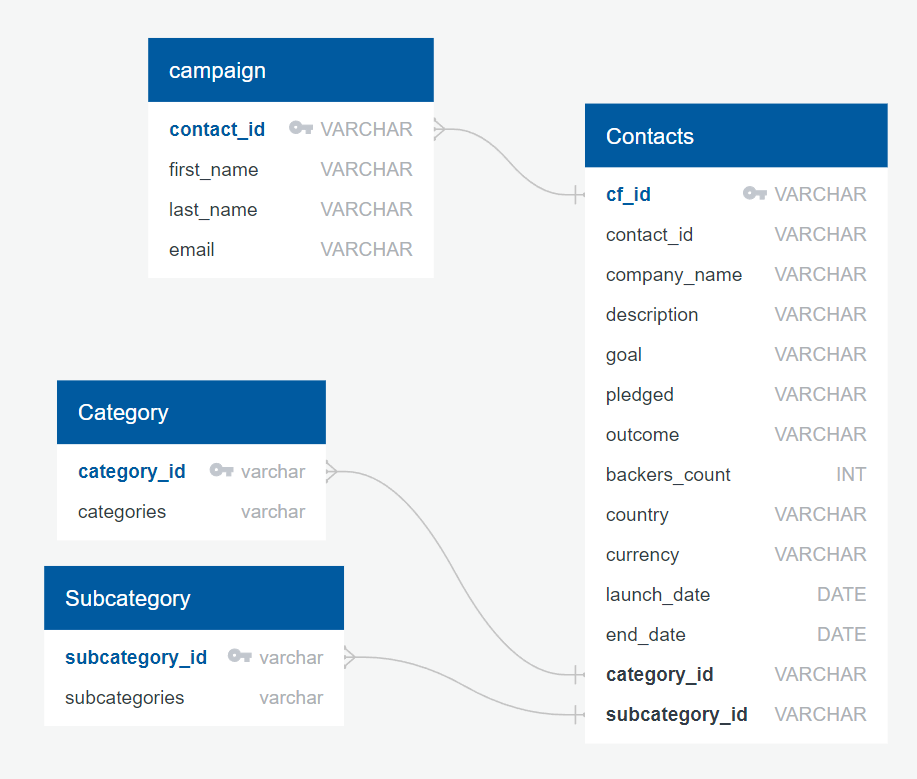 campaign
contact_id VARCHAR
first_name VARCHAR
last_name VARCHAR
email VARCHAR
Contacts
cf_id VARCHAR
contact_id VARCHAR
company_name VARCHAR
description VARCHAR
goal VARCHAR
pledged VARCHAR
outcome VARCHAR
backers_count INT
country VARCHAR
currency VARCHAR
launch_date DATE
end_date DATE
category_id VARCHAR
subcategory_id VARCHAR
Category
category_id varchar
categories varchar
Subcategory
subcategory_id varchar
subcategories varchar